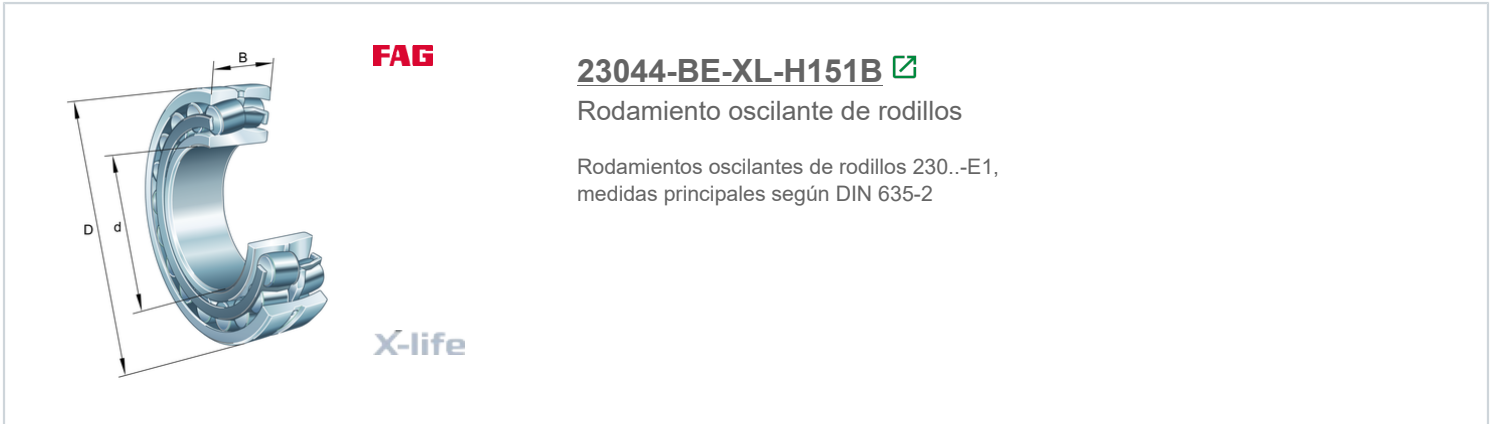 B
FAG
23044-BE-XL-H151B
Rodamiento oscilante de rodillos
Rodamientos oscilantes de rodillos 230..-E1,
medidas principales según DIN 635-2
D
d
X-life